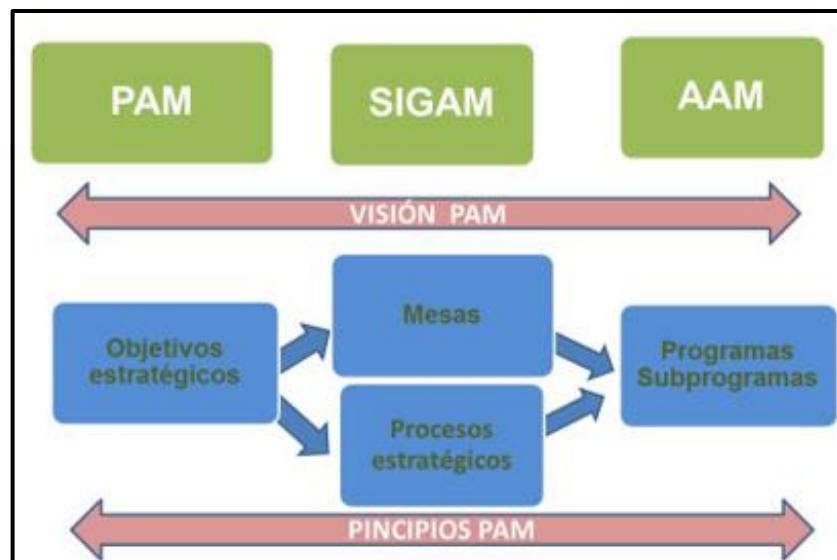 PAM
SIGAM
AAM
VISIÓN PAM
Objetivos
estratégicos
Mesas
Procesos
estratégicos
Programas
Subprogramas
PINCIPIOS PAM